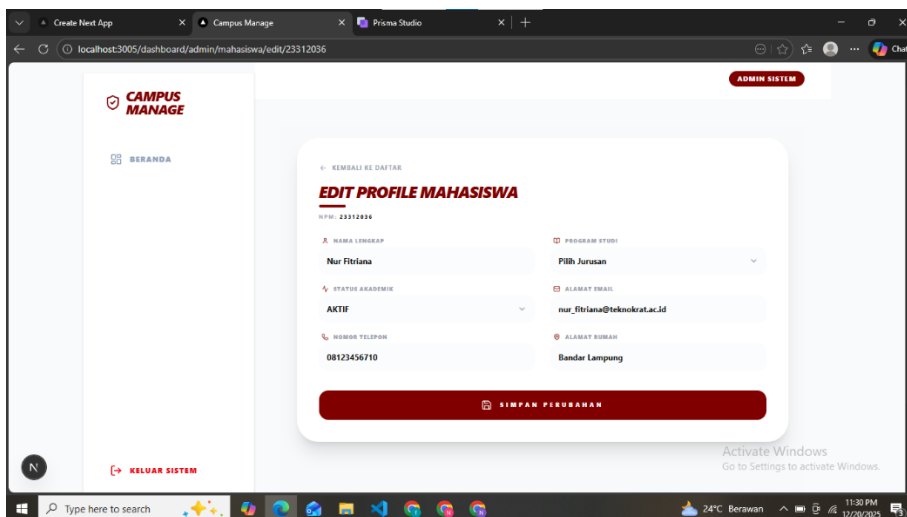 Create Next App
Campus Manage
Prisma Studio
localhost:3005/dashboard/admin/mahasiswa/edit/23312036
Chat
ADMIN SISTEM
CAMPUS
MANAGE
BERANDA
KEMBALI KE DAFTAR
EDIT PROFILE MAHASISWA
NPM: 23312036
NAMA LENGKAP
PROGRAM STUDI
Nur Fitriana
Pilih Jurusan
STATUS AKADEMIK
ALAMAT EMAIL
AKTIF
nur_fitriana@teknokrat.ac.id
NOMOR TELEPON
ALAMAT RUMAH
08123456710
Bandar Lampung
SIMPAN PERUBAHAN
Activate Windows
Go to Settings to activate Windows.
N
KELUAR SISTEM
Type here to search
24°C Berawan
11:30 PM
12/20/2025